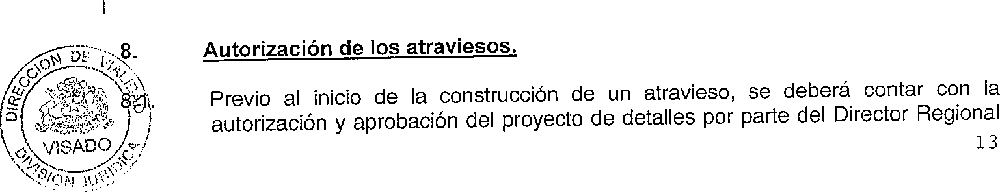 8. Autorización de los atraviesos.
8.1. Previo al inicio de la construcción de un atravieso, se deberá contar con la
autorización y aprobación del proyecto de detalles por parte del Director Regional
13
DIRECCION DE VIALIDAD
VISADO
DIVISION JURIDICA